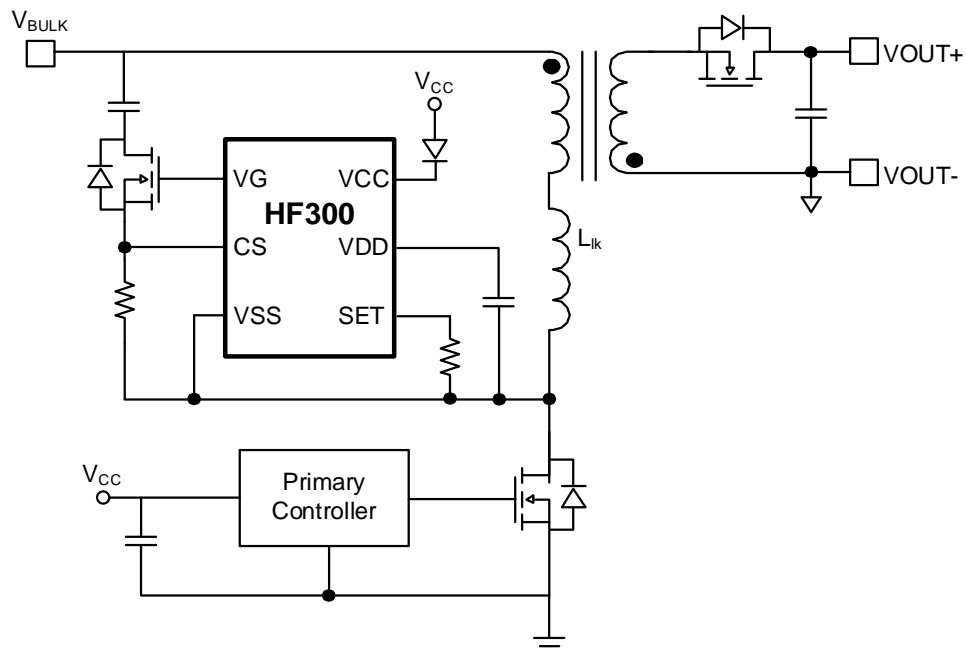 VBULK
VOUT+
VCC
VG
VCC
HF300
CS
VDD
Llk
VOUT-
VSS
SET
VCC
Primary
Controller